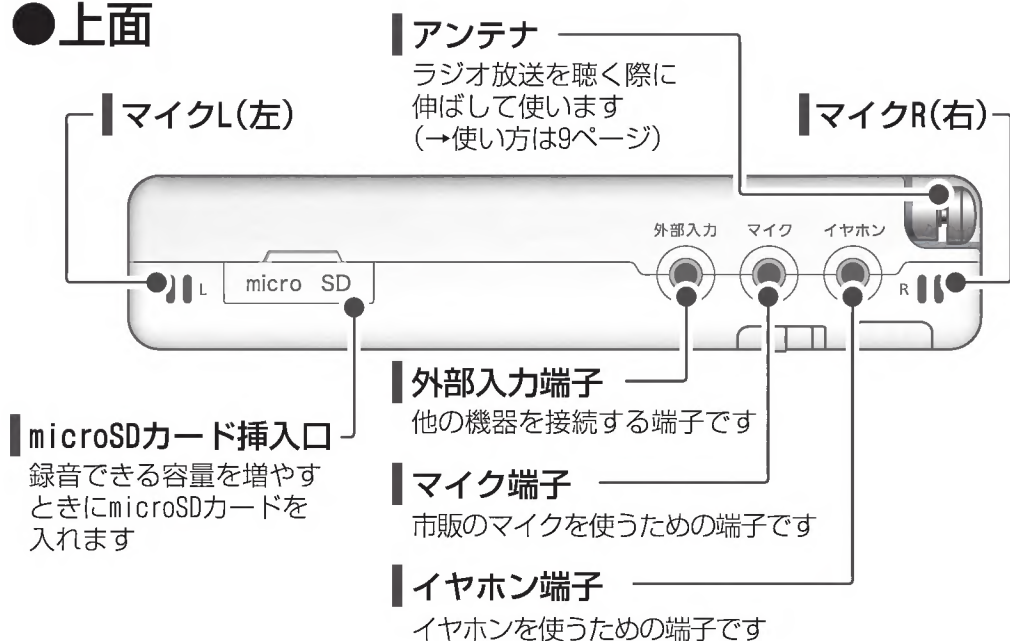 ●上面
アンテナ
ラジオ放送を聴く際に
伸ばして使います
(→使い方は9ページ)
マイクL(左)
マイクR(右)
外部入力
マイク
イヤホン
L
micro SD
R
microSDカード挿入口
録音できる容量を増やす
ときにmicroSDカードを
入れます
外部入力端子
他の機器を接続する端子です
マイク端子
市販のマイクを使うための端子です
イヤホン端子
イヤホンを使うための端子です